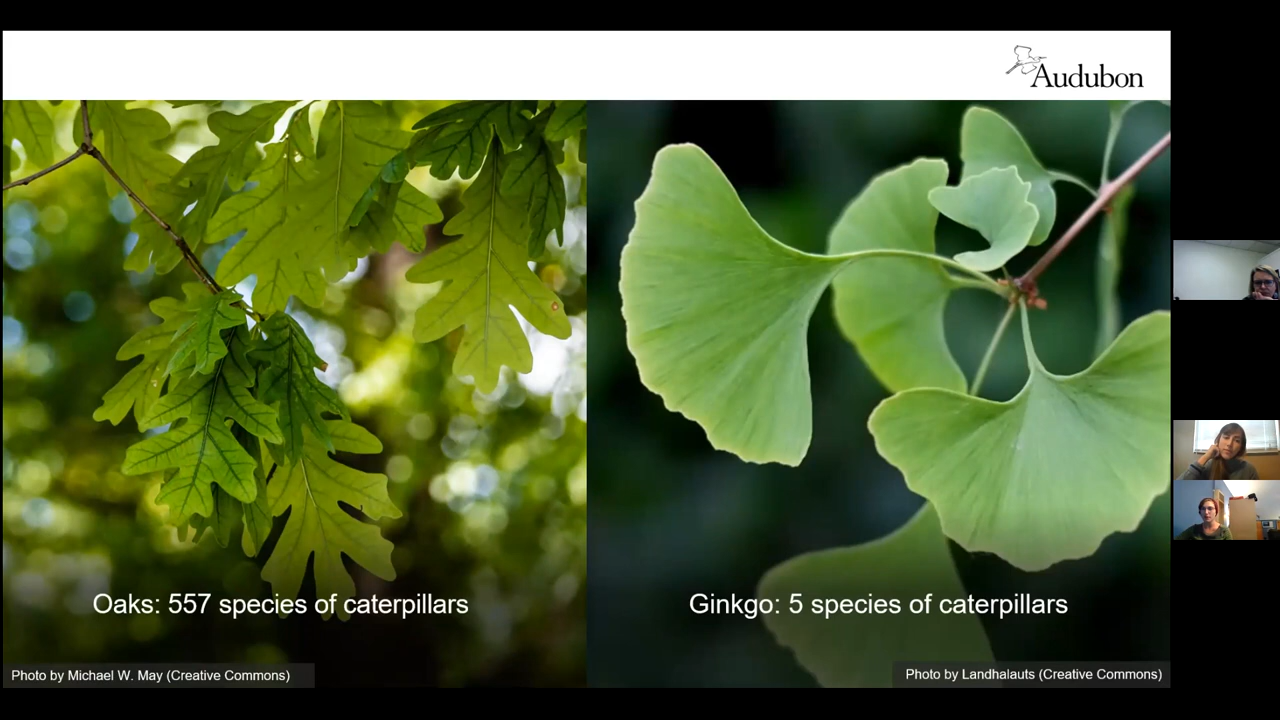 Audubon
Oaks: 557 species of caterpillars
Ginkgo: 5 species of caterpillars
Photo by Michael W. May (Creative Commons)
Photo by Landhalauts (Creative Commons)